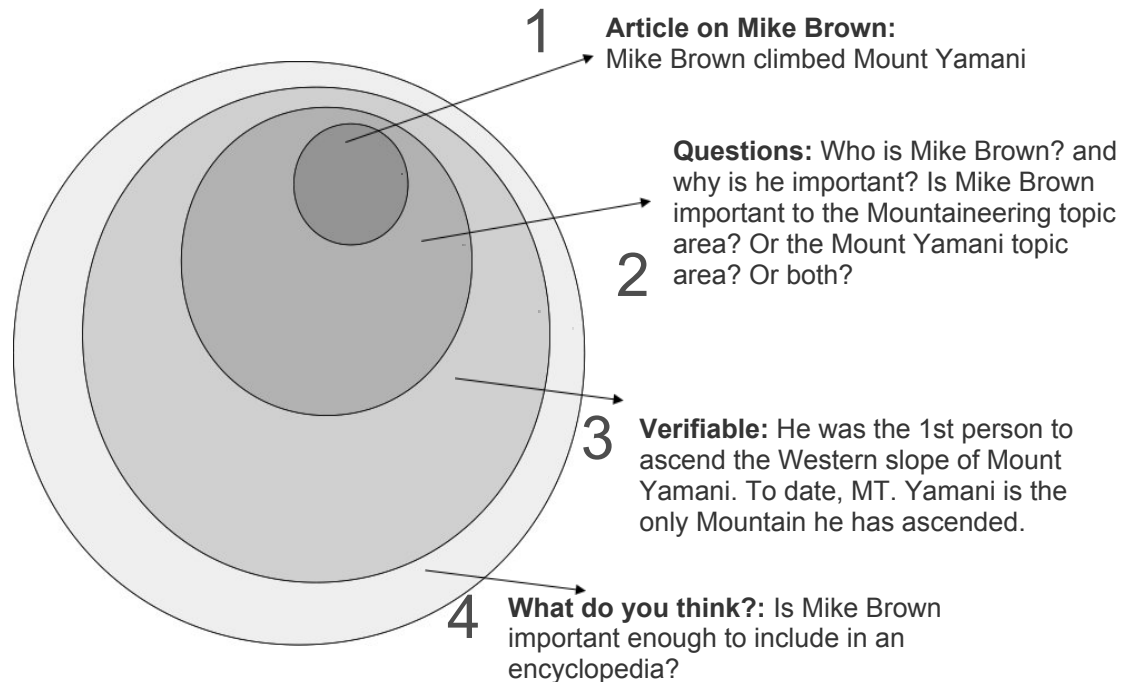 1
Article on Mike Brown:
Mike Brown climbed Mount Yamani
2
Questions: Who is Mike Brown? and
why is he important? Is Mike Brown
important to the Mountaineering topic
area? Or the Mount Yamani topic
area? Or both?
3
Verifiable: He was the 1st person to
ascend the Western slope of Mount
Yamani. To date, MT. Yamani is the
only Mountain he has ascended.
4
What do you think?: Is Mike Brown
important enough to include in an
encyclopedia?